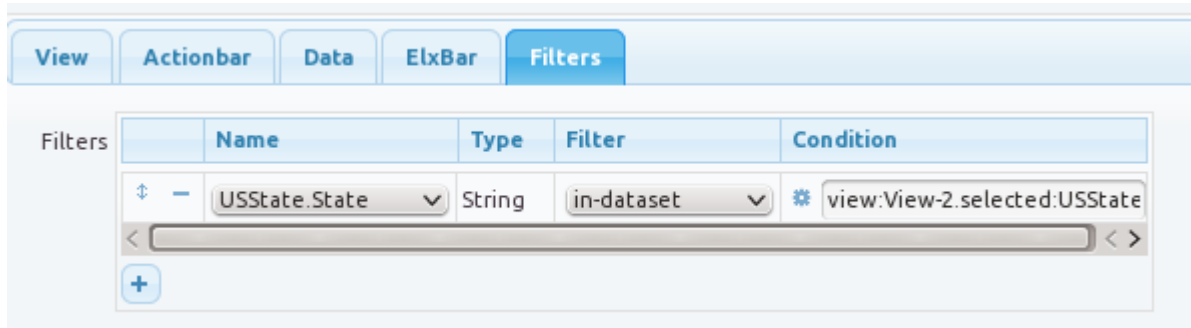 View Actionbar Data ElxBar Filters
Filters Name Type Filter Condition
USState.State String in-dataset view:View-2.selected:USState